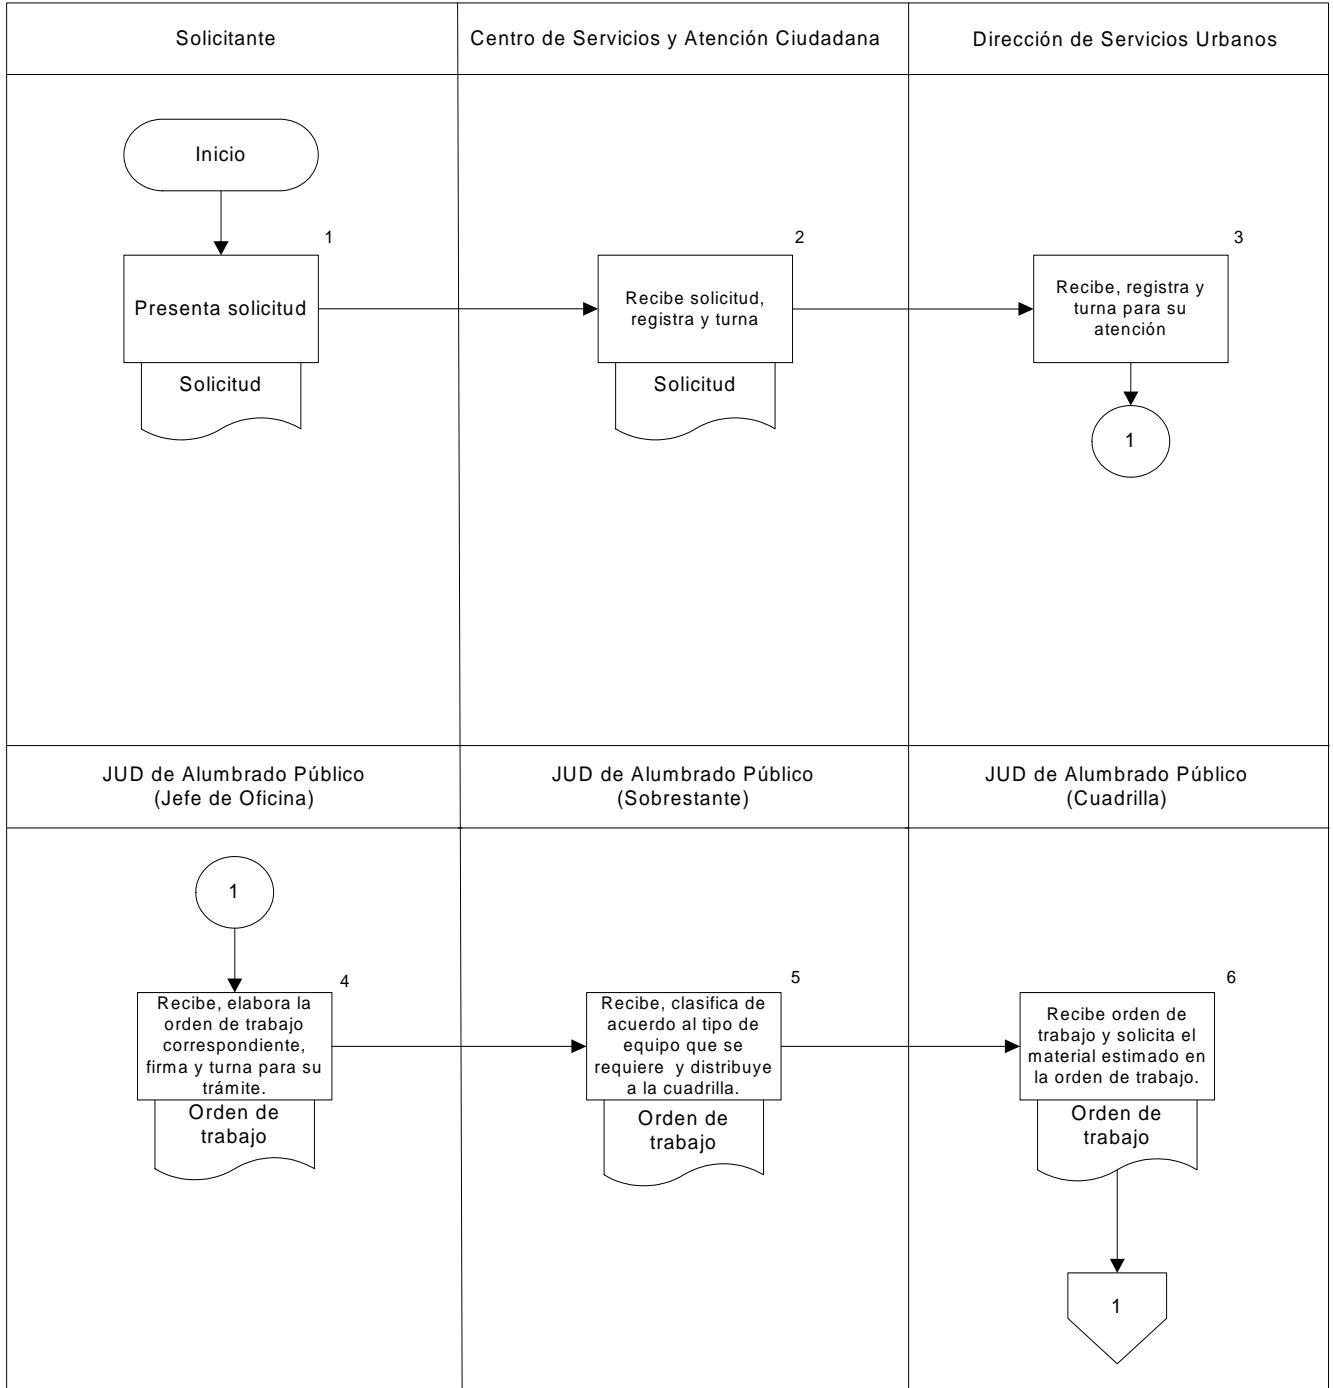 Solicitante
Centro de Servicios y Atención Ciudadana
Dirección de Servicios Urbanos
Inicio
1
Presenta solicitud
Solicitud
2
Recibe solicitud,
registra y turna
Solicitud
3
Recibe, registra y
turna para su
atención
1
JUD de Alumbrado Público
(Jefe de Oficina)
JUD de Alumbrado Público
(Sobrestante)
JUD de Alumbrado Público
(Cuadrilla)
1
4
Recibe, elabora la
orden de trabajo
correspondiente,
firma y turna para su
trámite.
Orden de
trabajo
5
Recibe, clasifica de
acuerdo al tipo de
equipo que se
requiere y distribuye
a la cuadrilla.
Orden de
trabajo
6
Recibe orden de
trabajo y solicita el
material estimado en
la orden de trabajo.
Orden de
trabajo
1